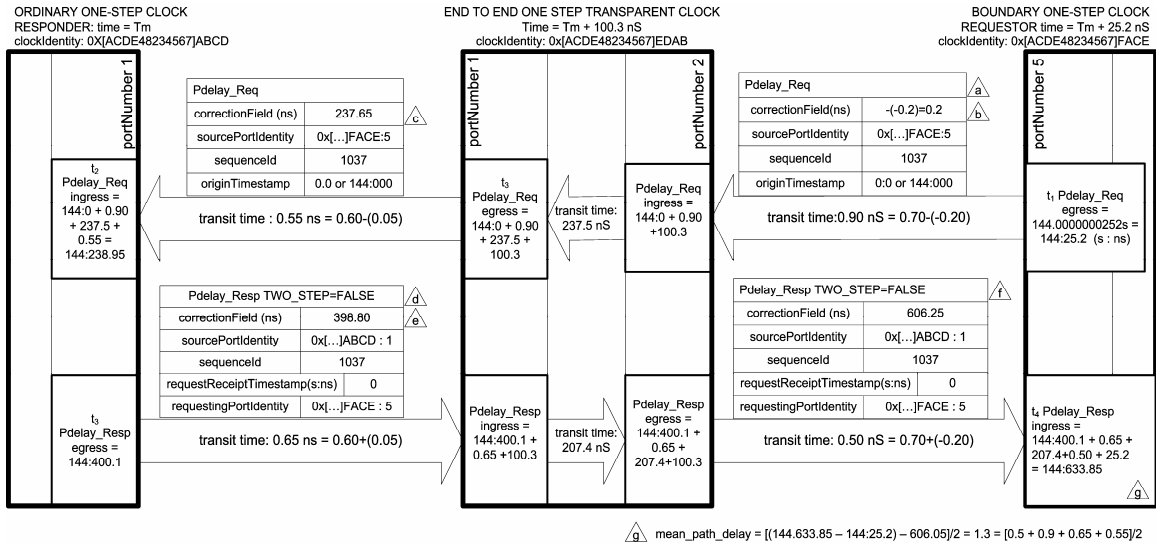 ORDINARY ONE-STEP CLOCK
RESPONDER: time = Tm
clockIdentity: 0X[ACDE48234567]ABCD
END TO END ONE STEP TRANSPARENT CLOCK
Time = Tm + 100.3 nS
clockIdentity: 0x[ACDE48234567]EDAB
BOUNDARY ONE-STEP CLOCK
REQUESTOR time = Tm + 25.2 nS
clockIdentity: 0x[ACDE48234567]FACE
portNumber 1
portNumber 1
portNumber 2
portNumber 5
Pdelay_Req
correctionField (ns) 237.65
c
sourcePortIdentity 0x[...]FACE:5
sequenceId 1037
originTimestamp 0.0 or 144:000
Pdelay_Req
a
correctionField(ns) -(-0.2)=0.2
b
sourcePortIdentity 0x[...]FACE:5
sequenceId 1037
originTimestamp 0:0 or 144:000
t2
Pdelay_Req
ingress =
144:0 + 0.90
+ 237.5 +
0.55 =
144:238.95
transit time : 0.55 ns = 0.60-(0.05)
t3
Pdelay_Req
egress =
144:0 + 0.90
+ 237.5 +
100.3
transit time:
237.5 nS
Pdelay_Req
ingress =
144:0 + 0.90
+100.3
transit time:0.90 nS = 0.70-(-0.20)
t1 Pdelay_Req
egress =
144.0000000252s =
144:25.2 (s : ns)
Pdelay_Resp TWO_STEP=FALSE
d
correctionField (ns) 398.80
e
sourcePortIdentity 0x[...]ABCD : 1
sequenceId 1037
requestReceiptTimestamp(s:ns) 0
requestingPortIdentity 0x[...]FACE : 5
Pdelay_Resp TWO_STEP=FALSE
f
correctionField (ns) 606.25
sourcePortIdentity 0x[...]ABCD : 1
sequenceId 1037
requestReceiptTimestamp(s:ns) 0
requestingPortIdentity 0x[...]FACE : 5
t3
Pdelay_Resp
egress =
144:400.1
transit time: 0.65 ns = 0.60+(0.05)
Pdelay_Resp
ingress =
144:400.1 +
0.65 +100.3
transit time:
207.4 nS
Pdelay_Resp
egress =
144:400.1 +
0.65 +
207.4+100.3
transit time: 0.50 nS = 0.70+(-0.20)
t4 Pdelay_Resp
ingress =
144:400.1 + 0.65 +
207.4+0.50 + 25.2
= 144:633.85
g
g mean_path_delay = [(144.633.85 – 144:25.2) – 606.05]/2 = 1.3 = [0.5 + 0.9 + 0.65 + 0.55]/2